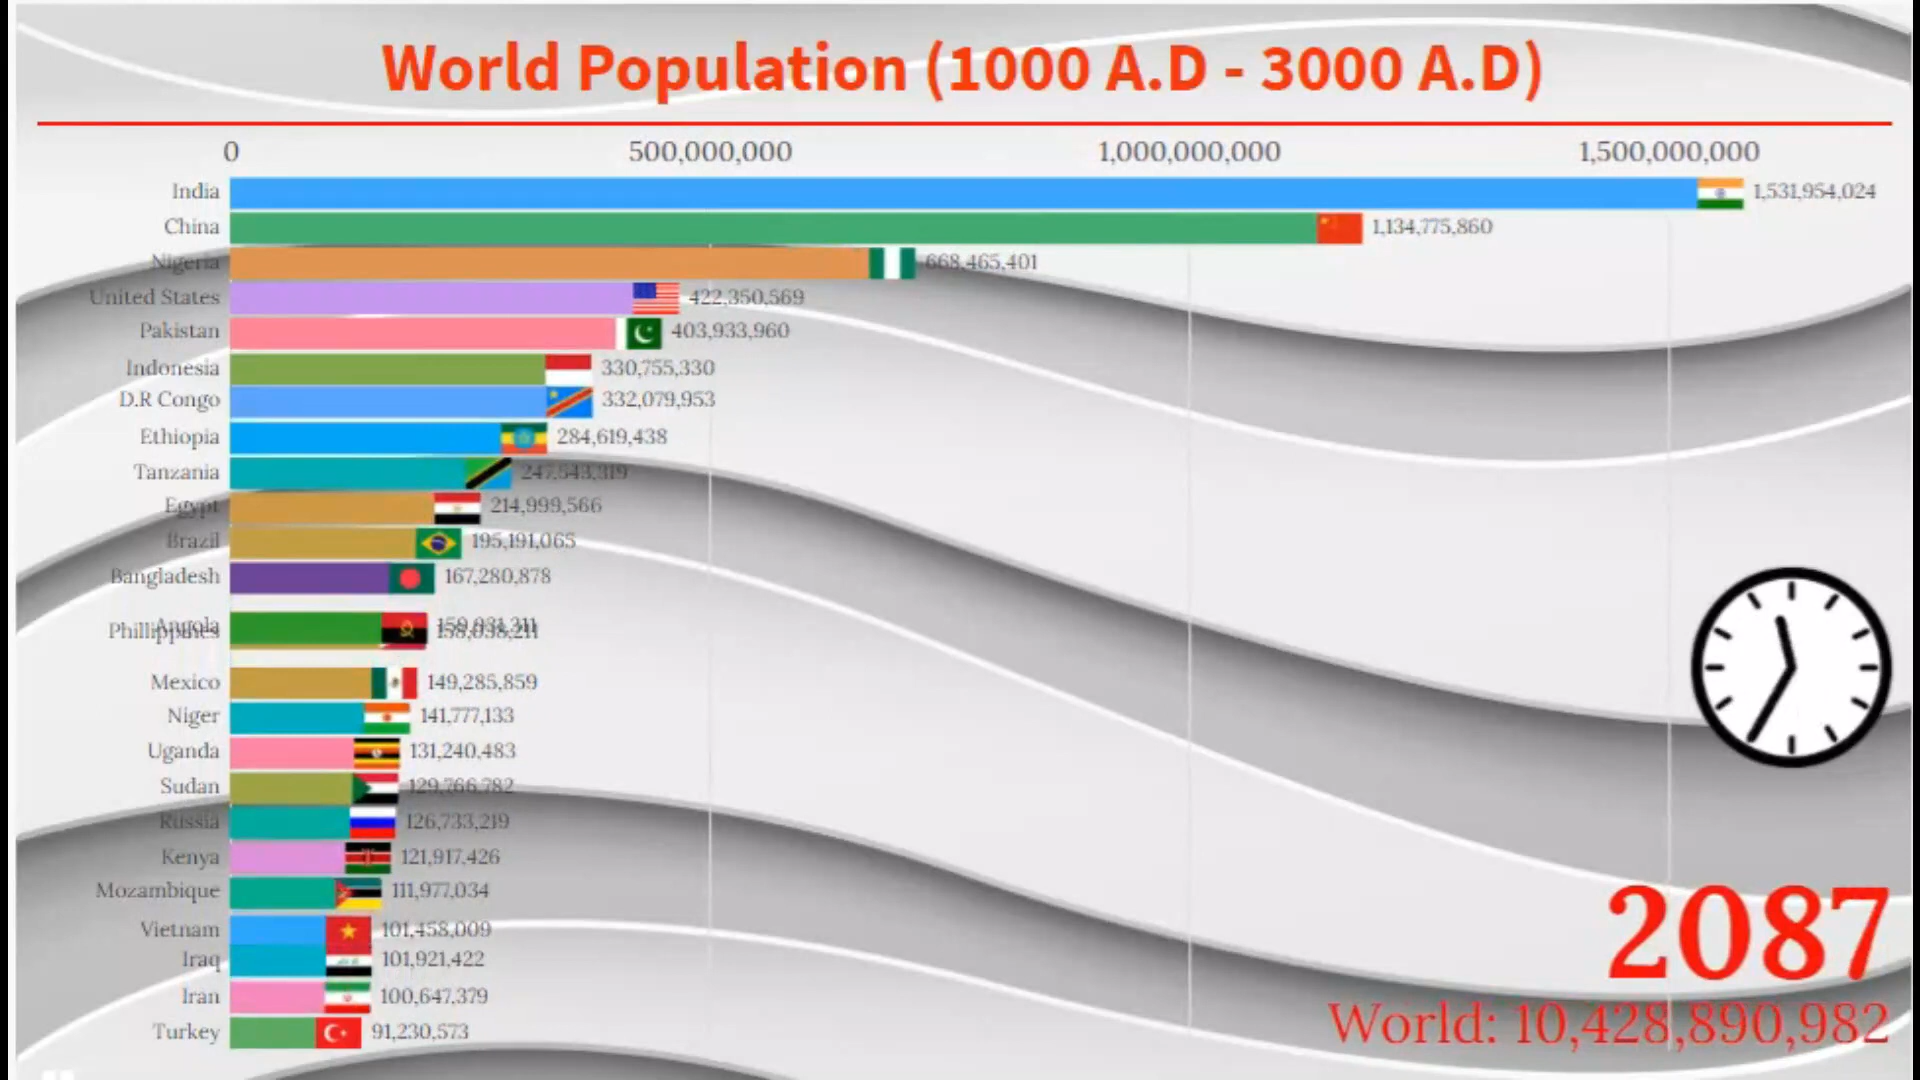 World Population (1000 A.D - 3000 A.D)
0 500,000,000 1,000,000,000 1,500,000,000
India 1,531,954,024
China 1,134,775,860
Nigeria 668,465,401
United States 422,350,569
Pakistan 403,933,960
Indonesia 330,755,330
D.R Congo 332,079,953
Ethiopia 284,619,438
Tanzania 247,543,319
Egypt 214,999,566
Brazil 195,191,065
Bangladesh 167,280,878
Angola
Phillippines
Mexico 149,285,859
Niger 141,777,133
Uganda 131,240,483
Sudan 129,766,782
Russia 126,733,219
Kenya 121,917,426
Mozambique 111,977,034
Vietnam 101,458,009
Iraq 101,921,422
Iran 100,647,379
Turkey 91,230,573
2087
World: 10,428,890,982